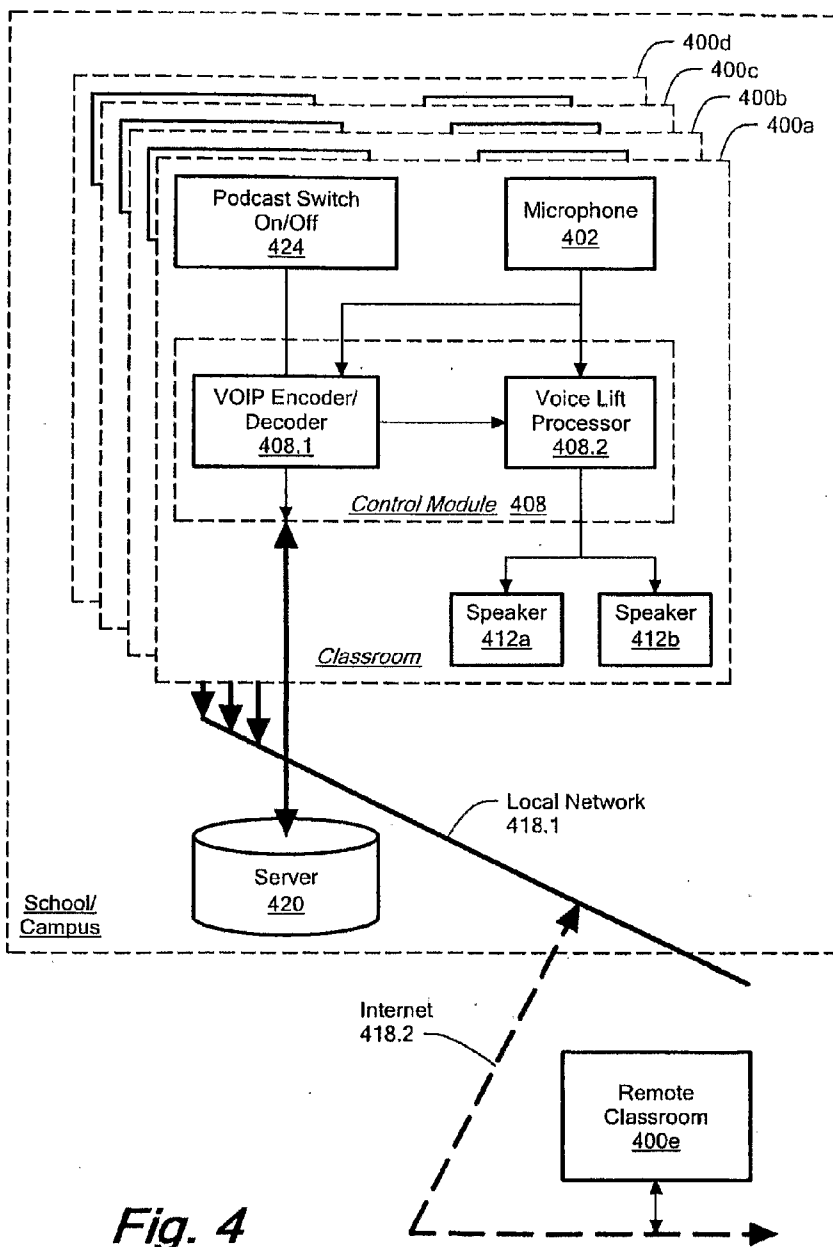 400d
400c
400b
400a
Podcast Switch
On/Off
424
Microphone
402
VOIP Encoder/
Decoder
408.1
Voice Lift
Processor
408.2
Control Module 408
Speaker
412a
Speaker
412b
Classroom
Local Network
418.1
Server
420
School/
Campus
Internet
418.2
Remote
Classroom
400e
Fig. 4